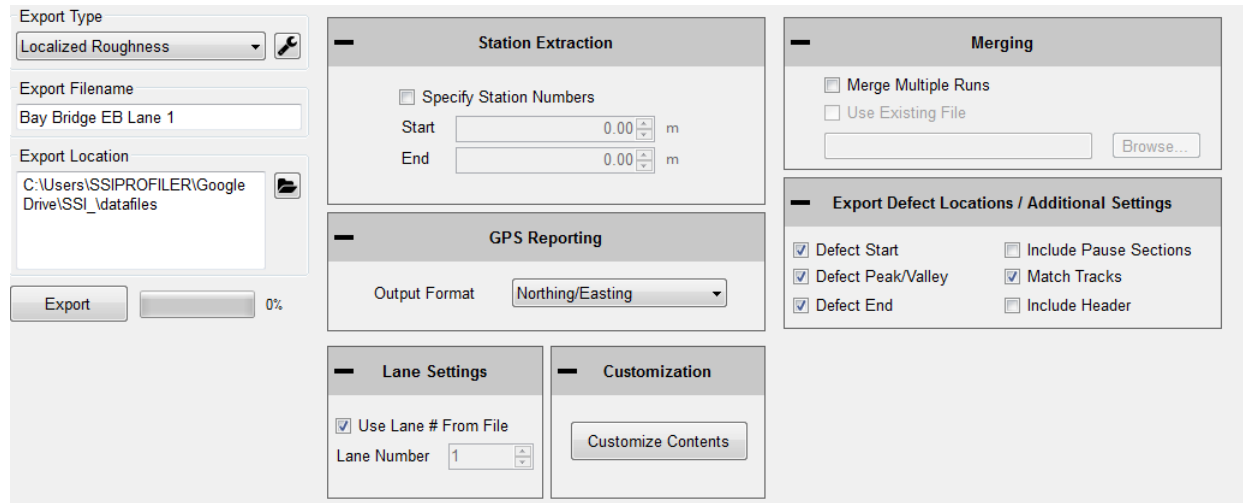 Export Type
Localized Roughness
Export Filename
Bay Bridge EB Lane 1
Export Location
C:\Users\SSIPROFILER\Google
Drive\SSI_\datafiles
Export
0%
Station Extraction
Specify Station Numbers
Start 0.00 m
End 0.00 m
GPS Reporting
Output Format Northing/Easting
Lane Settings
Use Lane # From File
Lane Number 1
Customization
Customize Contents
Merging
Merge Multiple Runs
Use Existing File
Browse...
Export Defect Locations / Additional Settings
Defect Start Include Pause Sections
Defect Peak/Valley Match Tracks
Defect End Include Header